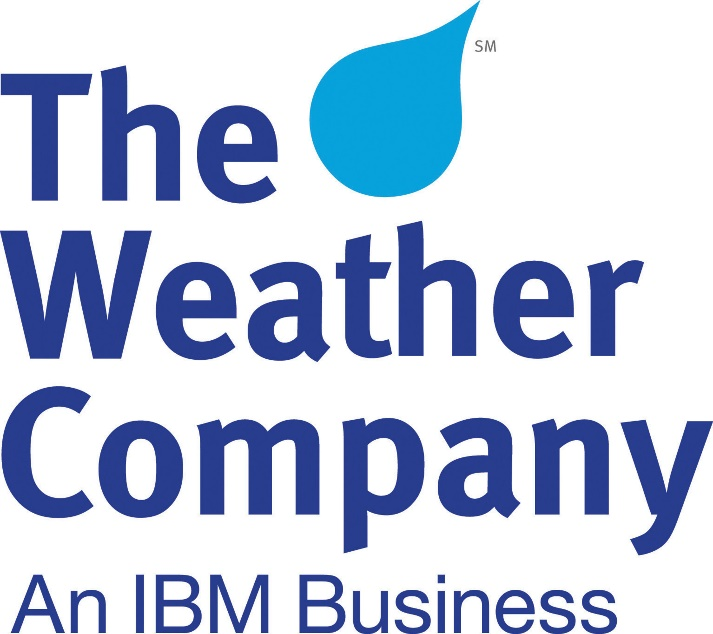 The
SM
Weather
Company
An IBM Business